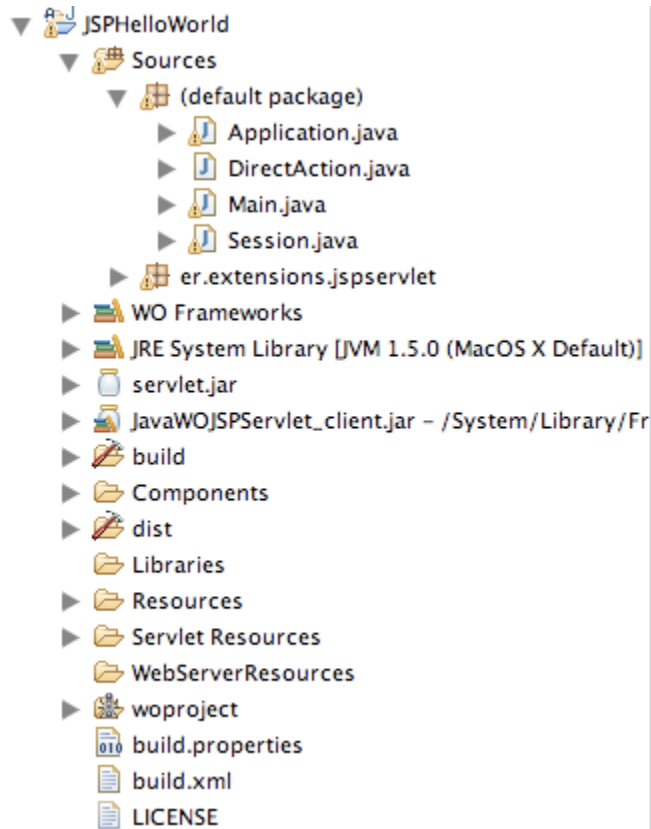 JSPHelloWorld
Sources
(default package)
Application.java
DirectAction.java
Main.java
Session.java
er.extensions.jspservlet
WO Frameworks
JRE System Library [JVM 1.5.0 (MacOS X Default)]
servlet.jar
JavaWOJSPServlet_client.jar – /System/Library/Fr
build
Components
dist
Libraries
Resources
Servlet Resources
WebServerResources
woproject
build.properties
build.xml
LICENSE